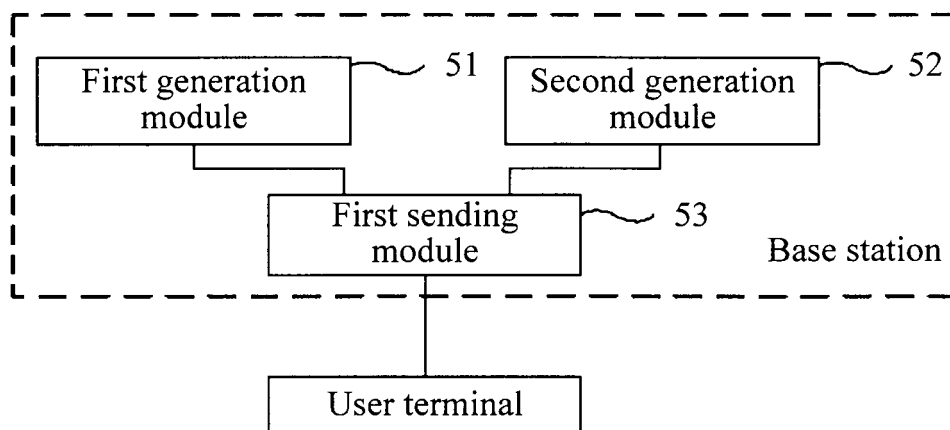 First generation
module
51
Second generation
module
52
First sending
module
53
Base station
User terminal